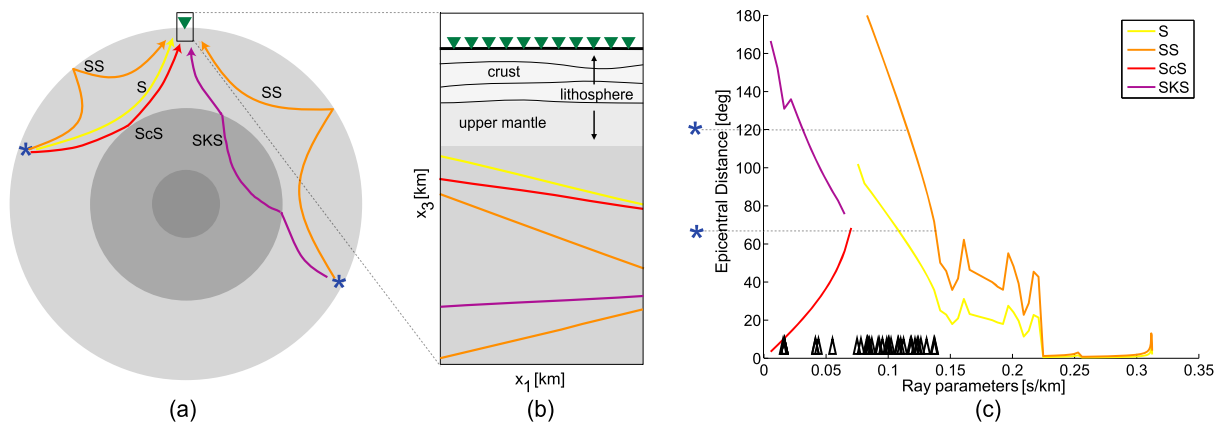 SS
S
SS
ScS
SKS
(a)
crust
lithosphere
upper mantle
x3 [km]
x1 [km]
(b)
S
SS
ScS
SKS
Epicentral Distance [deg]
180
160
140
120
100
80
60
40
20
0
0
0.05
0.1
0.15
0.2
0.25
0.3
0.35
Ray parameters [s/km]
(c)